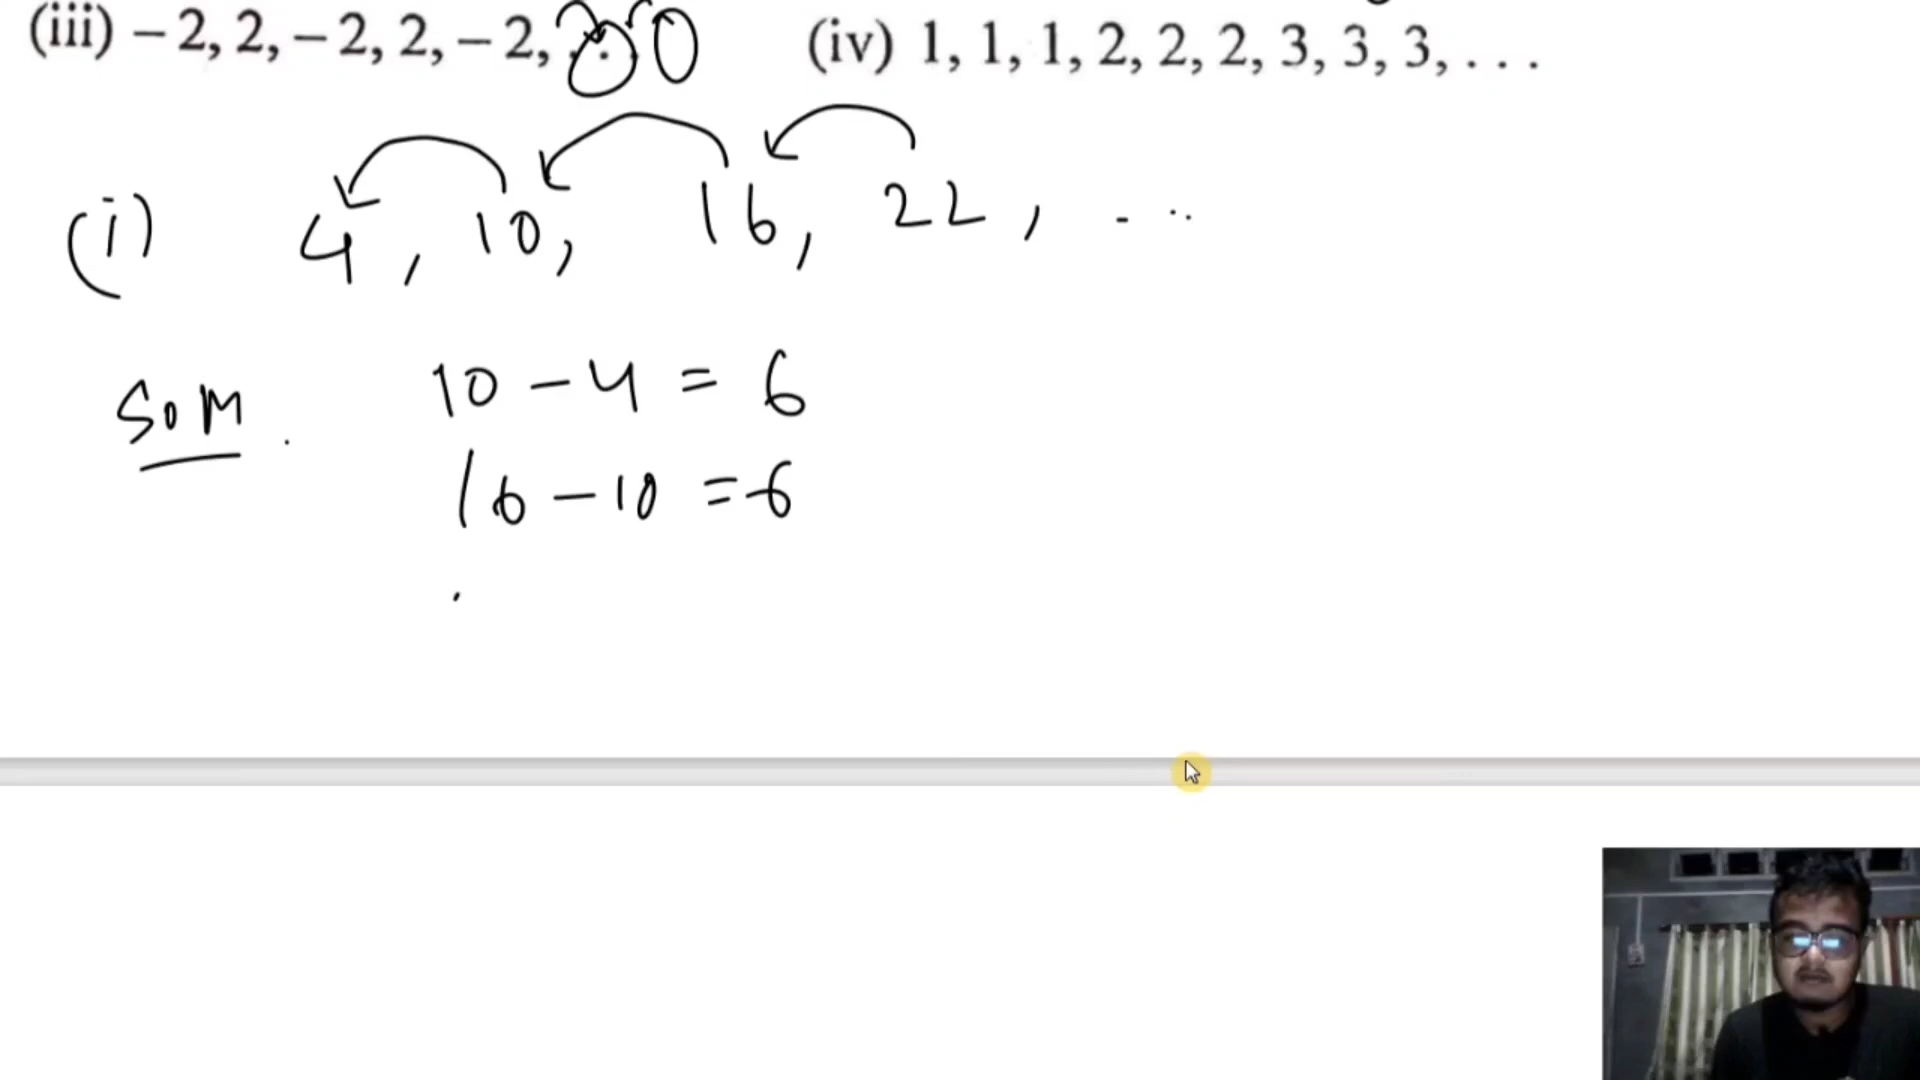 (iii) – 2, 2, – 2, 2, – 2, . . . (iv) 1, 1, 1, 2, 2, 2, 3, 3, 3, . . .
(i) 4, 10, 16, 22, ...
Som. 10 - 4 = 6
16 - 10 = 6